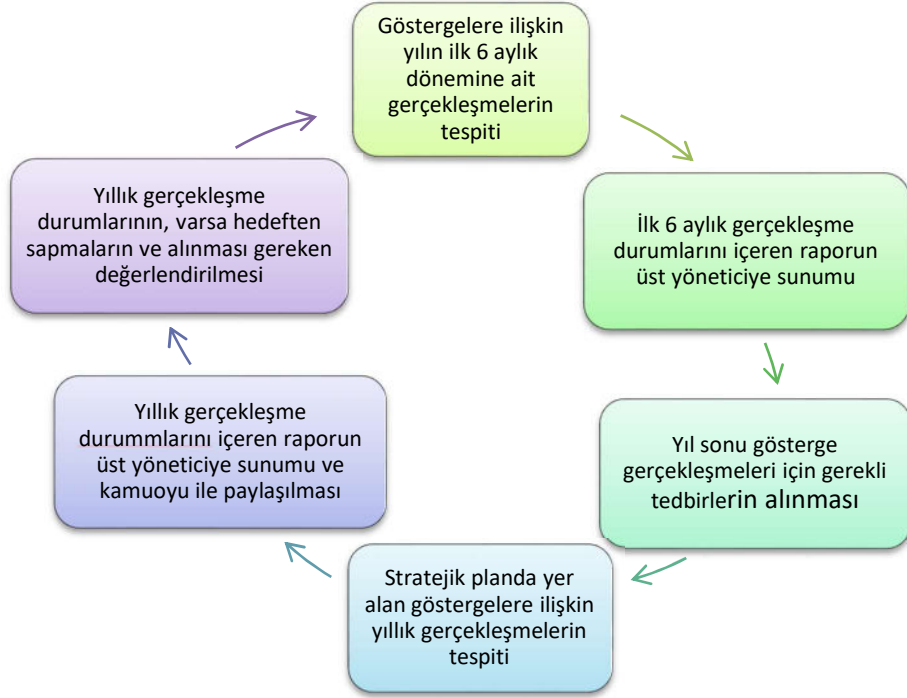 Göstergelere ilişkin
yılın ilk 6 aylık
dönemine ait
gerçekleşmelerin
tespiti
İlk 6 aylık gerçekleşme
durumlarını içeren raporun
üst yöneticiye sunumu
Yıl sonu gösterge
gerçekleşmeleri için gerekli
tedbirlerin alınması
Stratejik planda yer
alan göstergelere ilişkin
yıllık gerçekleşmelerin
tespiti
Yıllık gerçekleşme
durummlarını içeren raporun
üst yöneticiye sunumu ve
kamuoyu ile paylaşılması
Yıllık gerçekleşme
durumlarının, varsa hedeften
sapmaların ve alınması gereken
değerlendirilmesi